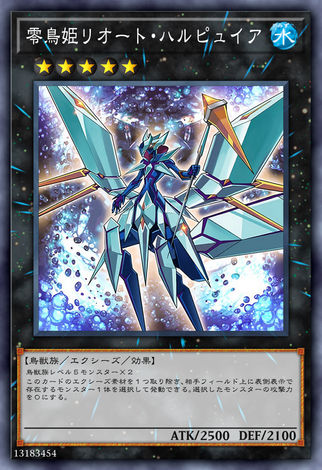 零鳥姫リオート・ハルピュイア
水
【鳥獣族／エクシーズ／効果】
鳥獣族レベル５モンスター×２
このカードのエクシーズ素材を１つ取り除き、相手フィールド上に表側表示で
存在するモンスター１体を選択して発動できる。選択したモンスターの攻撃
力を０にする。
ATK/2500 DEF/2100
13183454